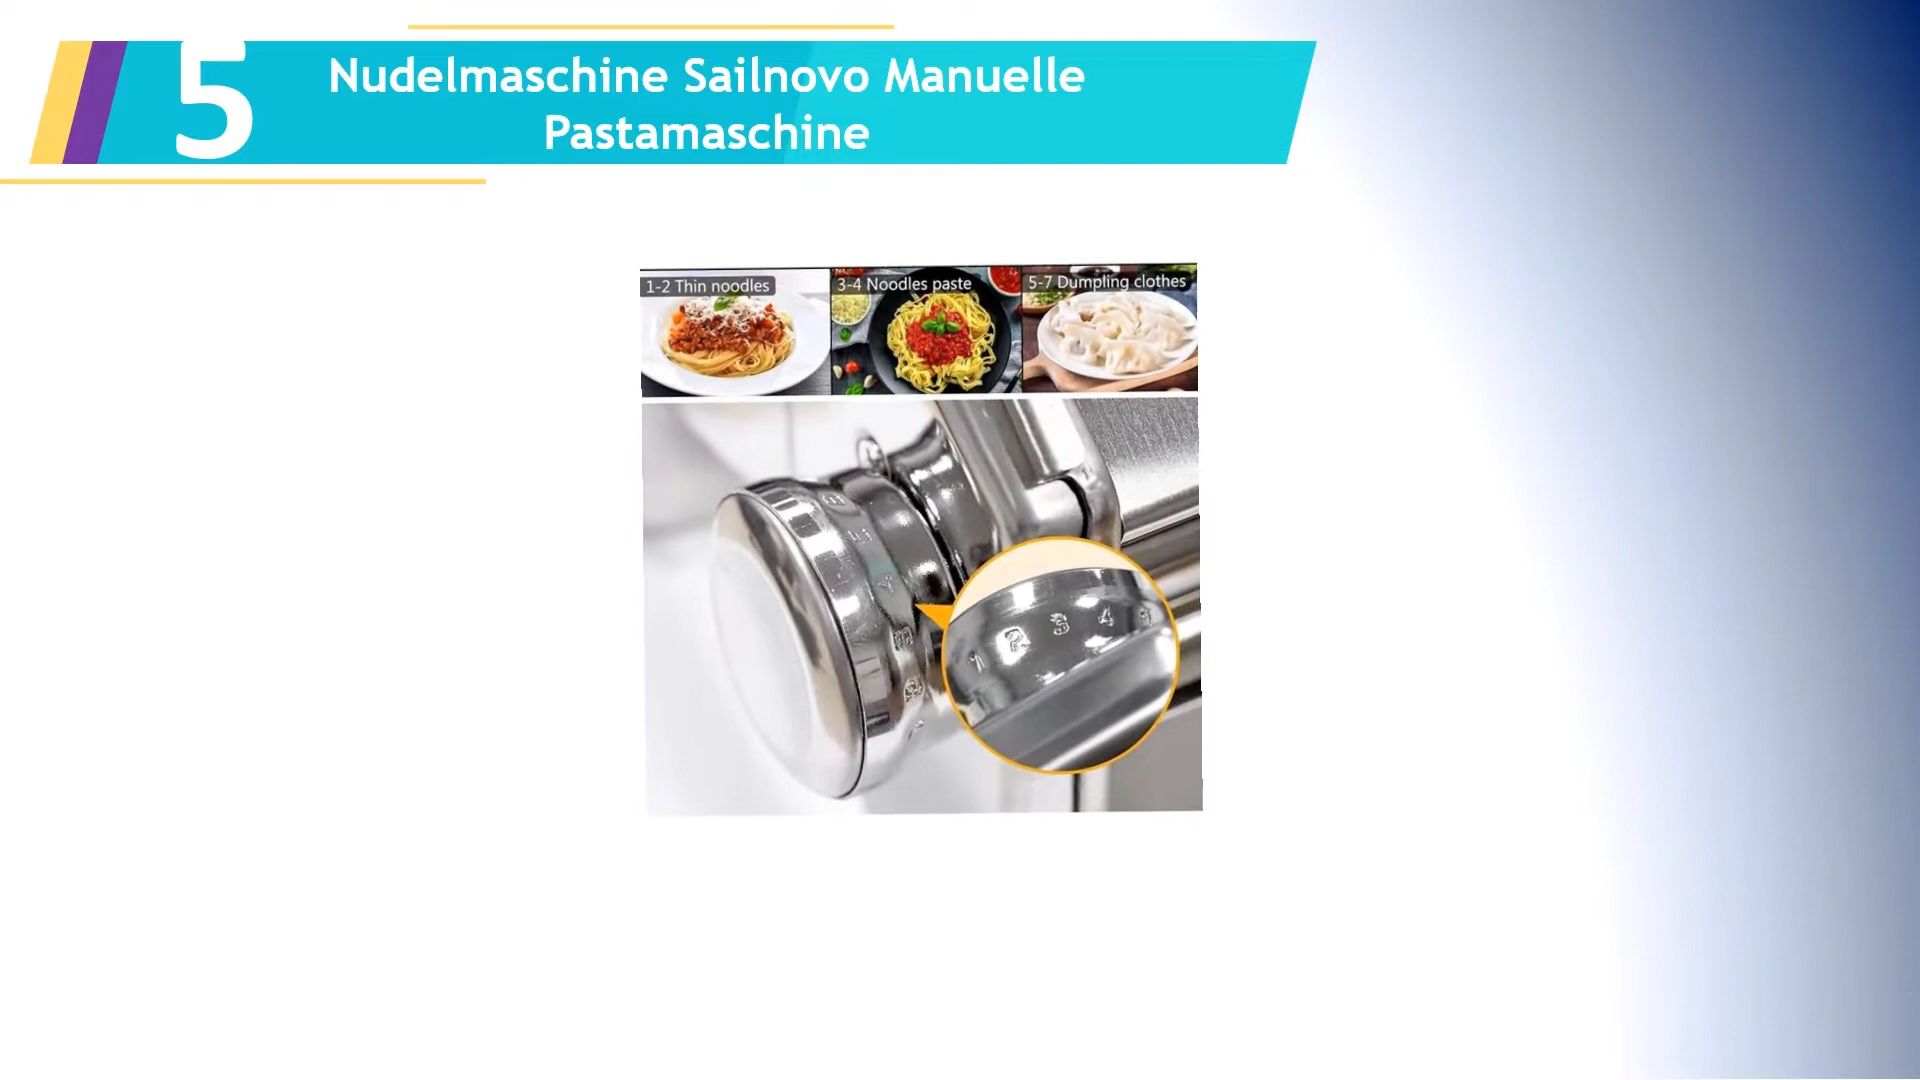 5
Nudelmaschine Sailnovo Manuelle
Pastamaschine
1-2 Thin noodles
3-4 Noodles paste
5-7 Dumpling clothes
1 2 3 4